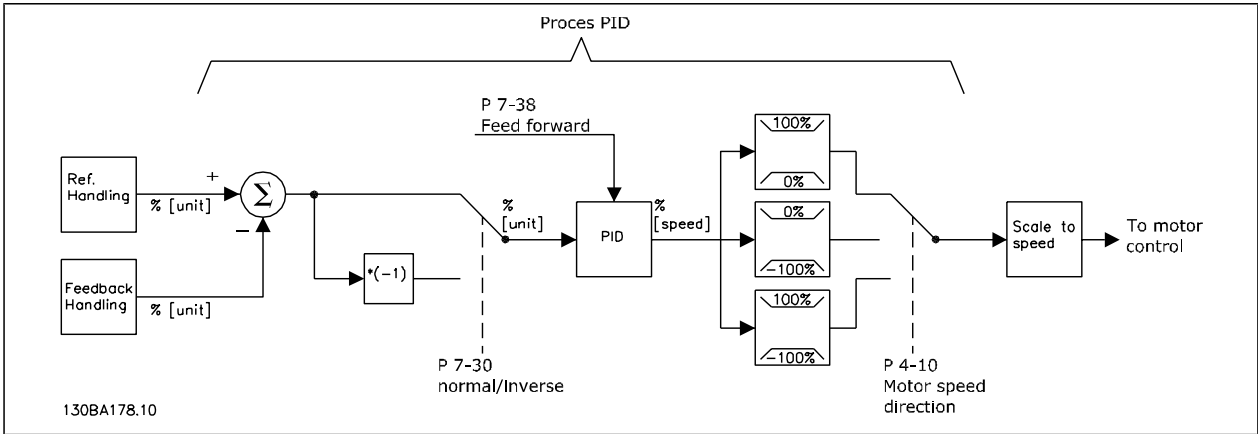 Proces PID
P 7-38
Feed forward
Ref.
Handling
% [unit]
+
Σ
−
Feedback
Handling
% [unit]
*(-1)
P 7-30
normal/Inverse
%
[unit]
PID
%
[speed]
100%
0%
0%
-100%
100%
-100%
P 4-10
Motor speed
direction
Scale to
speed
To motor
control
130BA178.10